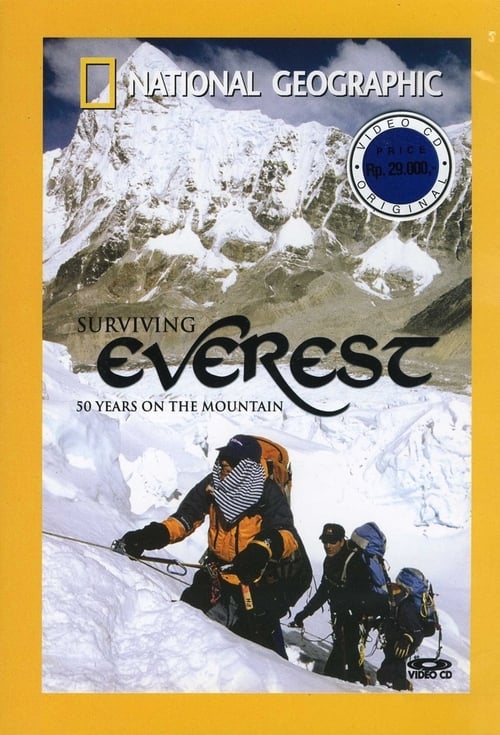 NATIONAL GEOGRAPHIC
VIDEO CD
PRICE
Rp. 29.000,-
ORIGINAL
SURVIVING
EVEREST
50 YEARS ON THE MOUNTAIN
VIDEO CD